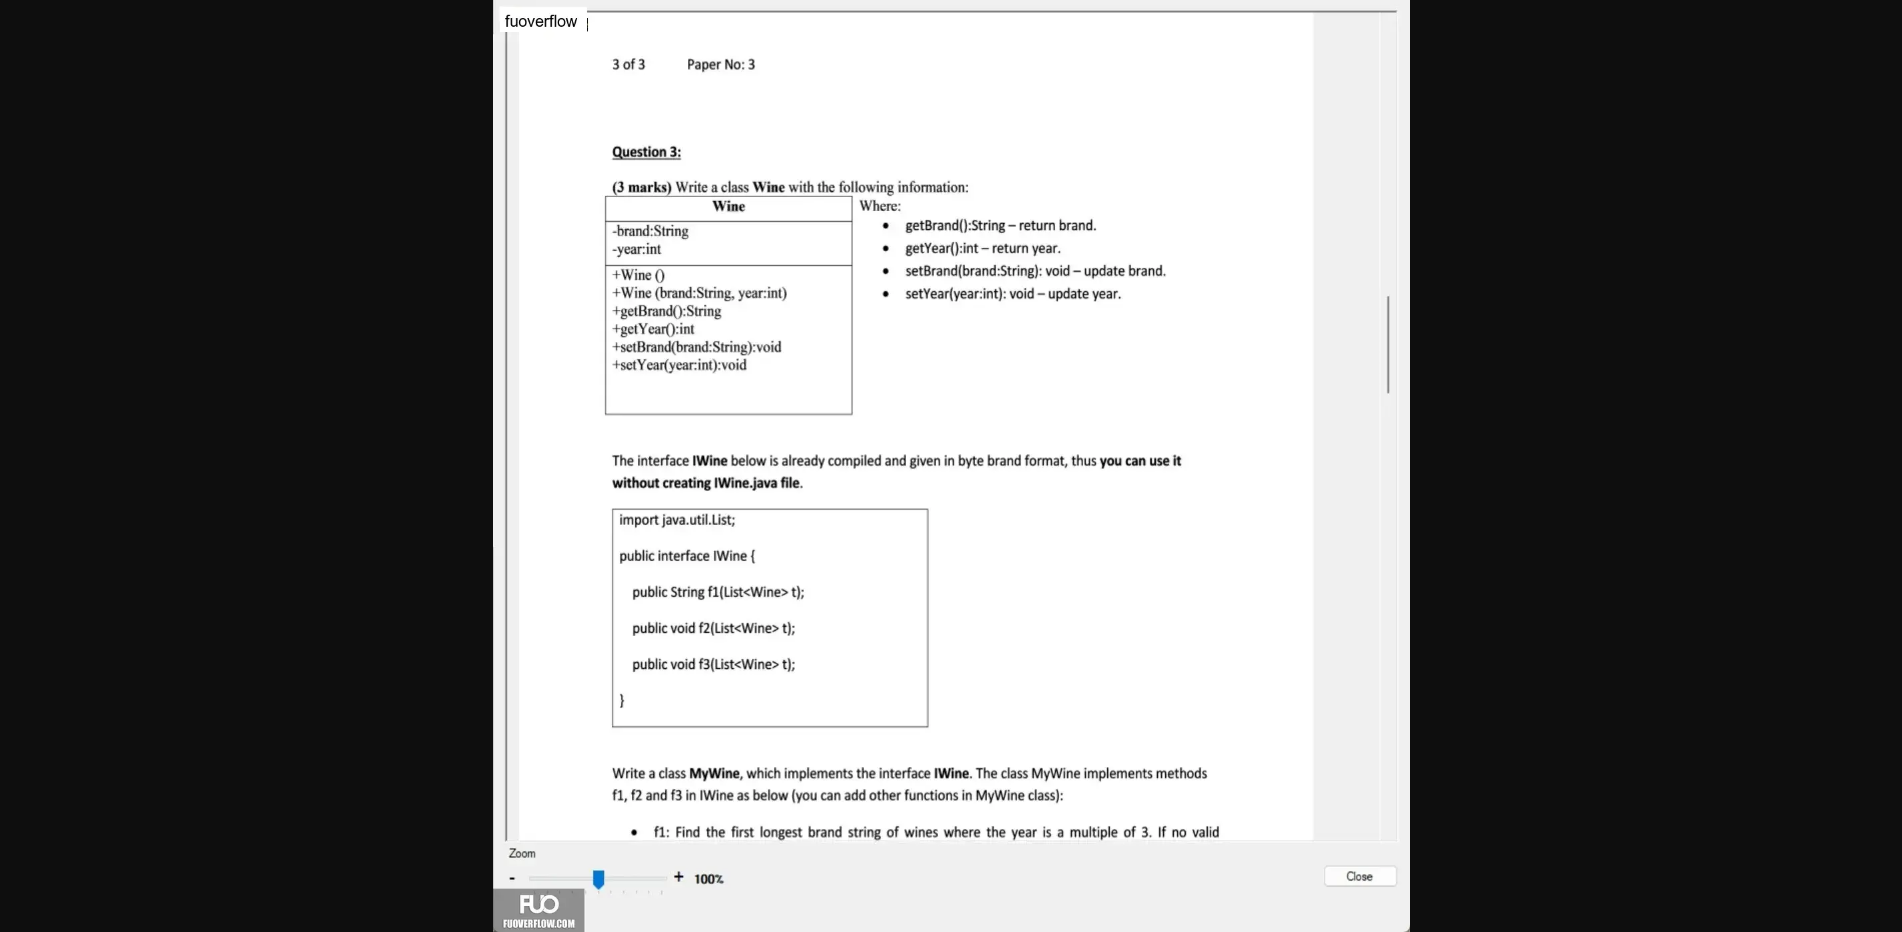 fuoverflow
3 of 3 Paper No: 3
Question 3:
(3 marks) Write a class Wine with the following information:
Wine
-brand:String
-year:int
+Wine ()
+Wine (brand:String, year:int)
+getBrand():String
+getYear():int
+setBrand(brand:String):void
+setYear(year:int):void
Where:
• getBrand():String – return brand.
• getYear():int – return year.
• setBrand(brand:String): void – update brand.
• setYear(year:int): void – update year.
The interface IWine below is already compiled and given in byte brand format, thus you can use it
without creating IWine.java file.
import java.util.List;
public interface IWine {
public String f1(List<Wine> t);
public void f2(List<Wine> t);
public void f3(List<Wine> t);
}
Write a class MyWine, which implements the interface IWine. The class MyWine implements methods
f1, f2 and f3 in IWine as below (you can add other functions in MyWine class):
• f1: Find the first longest brand string of wines where the year is a multiple of 3. If no valid
Zoom
- + 100%
Close
FUO
FUOVERFLOW.COM